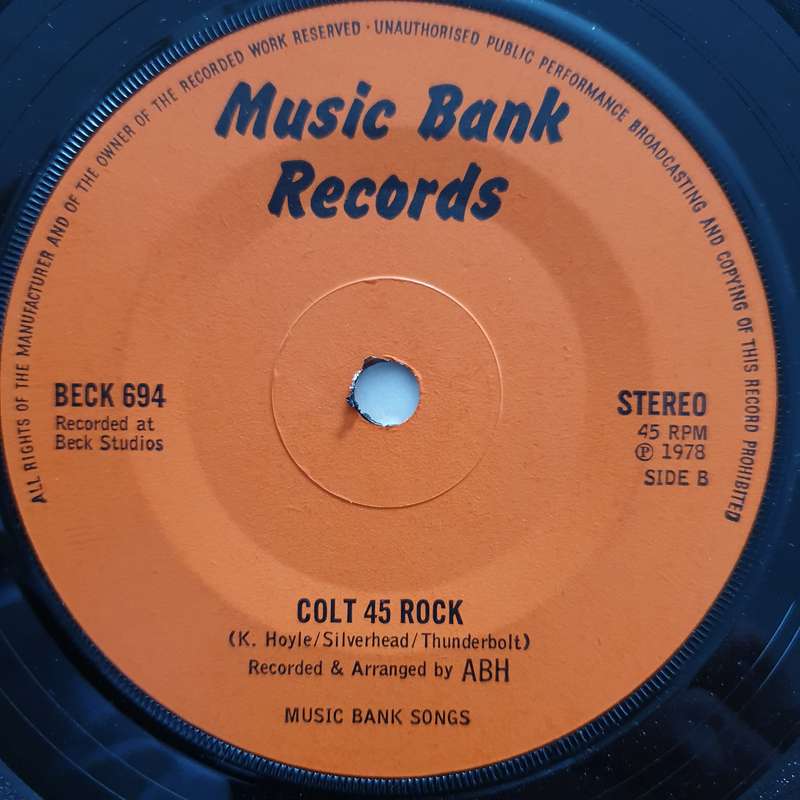 ALL RIGHTS OF THE MANUFACTURER AND OF THE OWNER OF THE RECORDED WORK RESERVED · UNAUTHORISED PUBLIC PERFORMANCE BROADCASTING AND COPYING OF THIS RECORD PROHIBITED
Music Bank
Records
BECK 694
Recorded at
Beck Studios
STEREO
45 RPM
℗ 1978
SIDE B
COLT 45 ROCK
(K. Hoyle/Silverhead/Thunderbolt)
Recorded & Arranged by ABH
MUSIC BANK SONGS